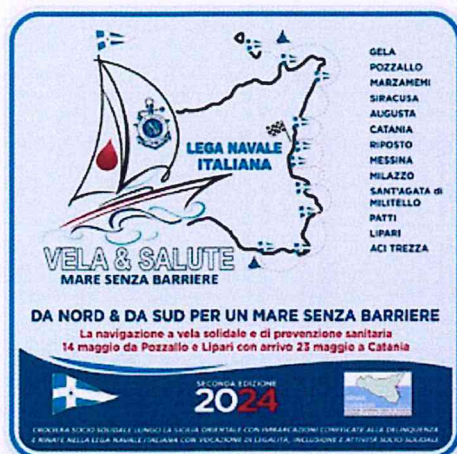 GELA
POZZALLO
MARZAMEMI
SIRACUSA
AUGUSTA
CATANIA
RIPOSTO
MESSINA
MILAZZO
SANT'AGATA di
MILITELLO
PATTI
LIPARI
ACI TREZZA
LEGA NAVALE
ITALIANA
VELA & SALUTE
MARE SENZA BARRIERE
DA NORD & DA SUD PER UN MARE SENZA BARRIERE
La navigazione a vela solidale e di prevenzione sanitaria
14 maggio da Pozzallo e Lipari con arrivo 23 maggio a Catania
SECONDA EDIZIONE
2024
CROCIERA SOCIO SOLIDALE LUNGO LA SICILIA ORIENTALE CON IMBARCAZIONI CONFISCATE ALLA DELINQUENZA
E RINATE NELLA LEGA NAVALE ITALIANA CON VOCAZIONE DI LEGALITÀ, INCLUSIONE E ATTIVITÀ SOCIO SOLIDALE